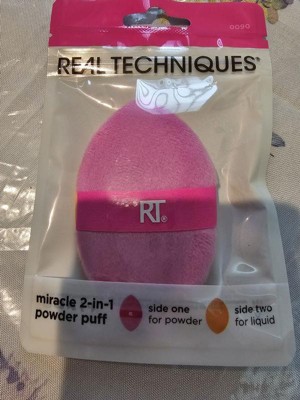 REAL TECHNIQUES®
RT®
miracle 2-in-1
powder puff
side one
for powder
side two
for liquid